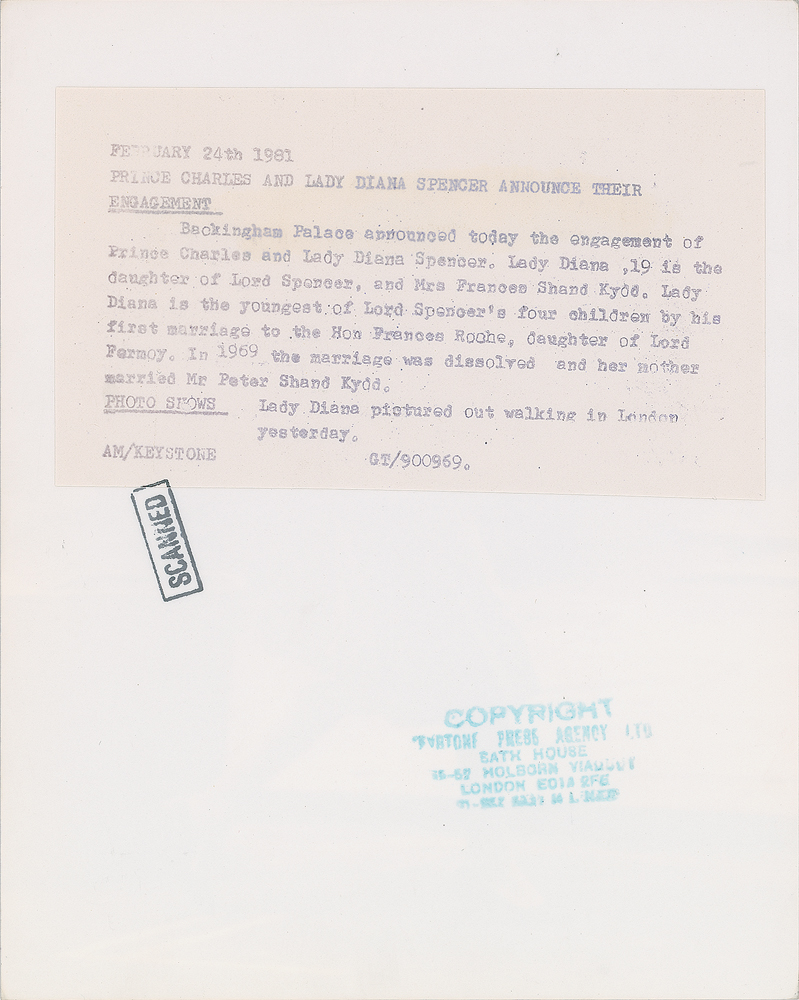 FEBRUARY 24th 1981
PRINCE CHARLES AND LADY DIANA SPENCER ANNOUNCE THEIR
ENGAGEMENT
Backingham Palace announced today the engagement of
Prince Charles and Lady Diana Spencer. Lady Diana ,19 is the
daughter of Lord Spencer, and Mrs Frances Shand Kydd. Lady
Diana is the youngest of Lord Spencer's four children by his
first marriage to the Hon Frances Roche, daughter of Lord
Fermoy. In 1969 the marriage was dissolved and her mother
married Mr Peter Shand Kydd.
PHOTO SHOWS Lady Diana pictured out walking in London
yesterday.
AM/KEYSTONE GT/900969.
SCANNED
COPYRIGHT
PRESS AGENCY LTD
BATH HOUSE
HOLBORN VIADUCT
LONDON EC1A 2FE